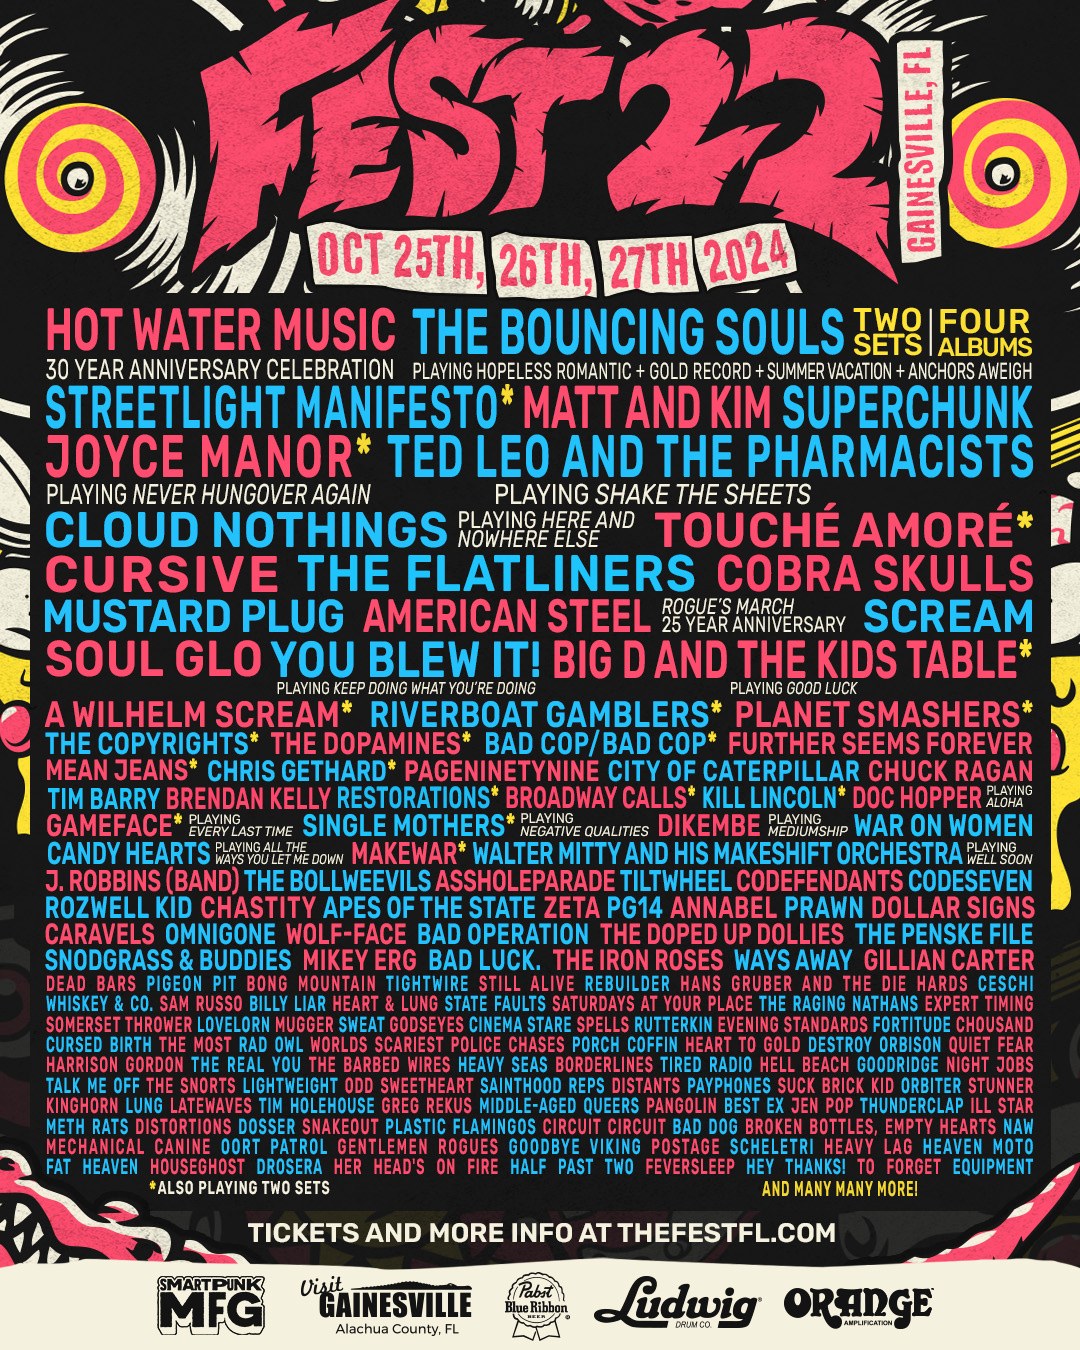 FEST 22
GAINESVILLE, FL
OCT 25TH, 26TH, 27TH 2024
HOT WATER MUSIC THE BOUNCING SOULS TWO SETS | FOUR ALBUMS
30 YEAR ANNIVERSARY CELEBRATION PLAYING HOPELESS ROMANTIC + GOLD RECORD + SUMMER VACATION + ANCHORS AWEIGH
STREETLIGHT MANIFESTO* MATT AND KIM SUPERCHUNK
JOYCE MANOR* TED LEO AND THE PHARMACISTS
PLAYING NEVER HUNGOVER AGAIN PLAYING SHAKE THE SHEETS
CLOUD NOTHINGS PLAYING HERE AND NOWHERE ELSE TOUCHÉ AMORÉ*
CURSIVE THE FLATLINERS COBRA SKULLS
MUSTARD PLUG AMERICAN STEEL ROGUE'S MARCH 25 YEAR ANNIVERSARY SCREAM
SOUL GLO YOU BLEW IT! BIG D AND THE KIDS TABLE*
PLAYING KEEP DOING WHAT YOU'RE DOING PLAYING GOOD LUCK
A WILHELM SCREAM* RIVERBOAT GAMBLERS* PLANET SMASHERS*
THE COPYRIGHTS* THE DOPAMINES* BAD COP/BAD COP* FURTHER SEEMS FOREVER
MEAN JEANS* CHRIS GETHARD* PAGENINETYNINE CITY OF CATERPILLAR CHUCK RAGAN
TIM BARRY BRENDAN KELLY RESTORATIONS* BROADWAY CALLS* KILL LINCOLN* DOC HOPPER PLAYING ALOHA
GAMEFACE* PLAYING EVERY LAST TIME SINGLE MOTHERS* PLAYING NEGATIVE QUALITIES DIKEMBE PLAYING MEDIUMSHIP WAR ON WOMEN
CANDY HEARTS PLAYING ALL THE WAYS YOU LET ME DOWN MAKEWAR* WALTER MITTY AND HIS MAKESHIFT ORCHESTRA PLAYING WELL SOON
J. ROBBINS (BAND) THE BOLLWEEVILS ASSHOLEPARADE TILTWHEEL CODEFENDANTS CODESEVEN
ROZWELL KID CHASTITY APES OF THE STATE ZETA PG14 ANNABEL PRAWN DOLLAR SIGNS
CARAVELS OMNIGONE WOLF-FACE BAD OPERATION THE DOPED UP DOLLIES THE PENSKE FILE
SNODGRASS & BUDDIES MIKEY ERG BAD LUCK. THE IRON ROSES WAYS AWAY GILLIAN CARTER
DEAD BARS PIGEON PIT BONG MOUNTAIN TIGHTWIRE STILL ALIVE REBUILDER HANS GRUBER AND THE DIE HARDS CESCHI
WHISKEY & CO. SAM RUSSO BILLY LIAR HEART & LUNG STATE FAULTS SATURDAYS AT YOUR PLACE THE RAGING NATHANS EXPERT TIMING
SOMERSET THROWER LOVELORN MUGGER SWEAT GODSEYES CINEMA STARE SPELLS RUTTERKIN EVENING STANDARDS FORTITUDE CHOUSAND
CURSED BIRTH THE MOST RAD OWL WORLDS SCARIEST POLICE CHASES PORCH COFFIN HEART TO GOLD DESTROY ORBISON QUIET FEAR
HARRISON GORDON THE REAL YOU THE BARBED WIRES HEAVY SEAS BORDERLINES TIRED RADIO HELL BEACH GOODRIDGE NIGHT JOBS
TALK ME OFF THE SNORTS LIGHTWEIGHT ODD SWEETHEART SAINTHOOD REPS DISTANTS PAYPHONES SUCK BRICK KID ORBITER STUNNER
KINGHORN LUNG LATEWAVES TIM HOLEHOUSE GREG REKUS MIDDLE-AGED QUEERS PANGOLIN BEST EX JEN POP THUNDERCLAP ILL STAR
METH RATS DISTORTIONS DOSSER SNAKEOUT PLASTIC FLAMINGOS CIRCUIT CIRCUIT BAD DOG BROKEN BOTTLES, EMPTY HEARTS NAW
MECHANICAL CANINE OORT PATROL GENTLEMEN ROGUES GOODBYE VIKING POSTAGE SCHELETRI HEAVY LAG HEAVEN MOTO
FAT HEAVEN HOUSEGHOST DROSERA HER HEAD'S ON FIRE HALF PAST TWO FEVERSLEEP HEY THANKS! TO FORGET EQUIPMENT
*ALSO PLAYING TWO SETS AND MANY MANY MORE!
TICKETS AND MORE INFO AT THEFESTFL.COM
SMARTPUNK MFG
Visit GAINESVILLE Alachua County, FL
Pabst Blue Ribbon BEER
Ludwig DRUM CO.
ORANGE AMPLIFICATION